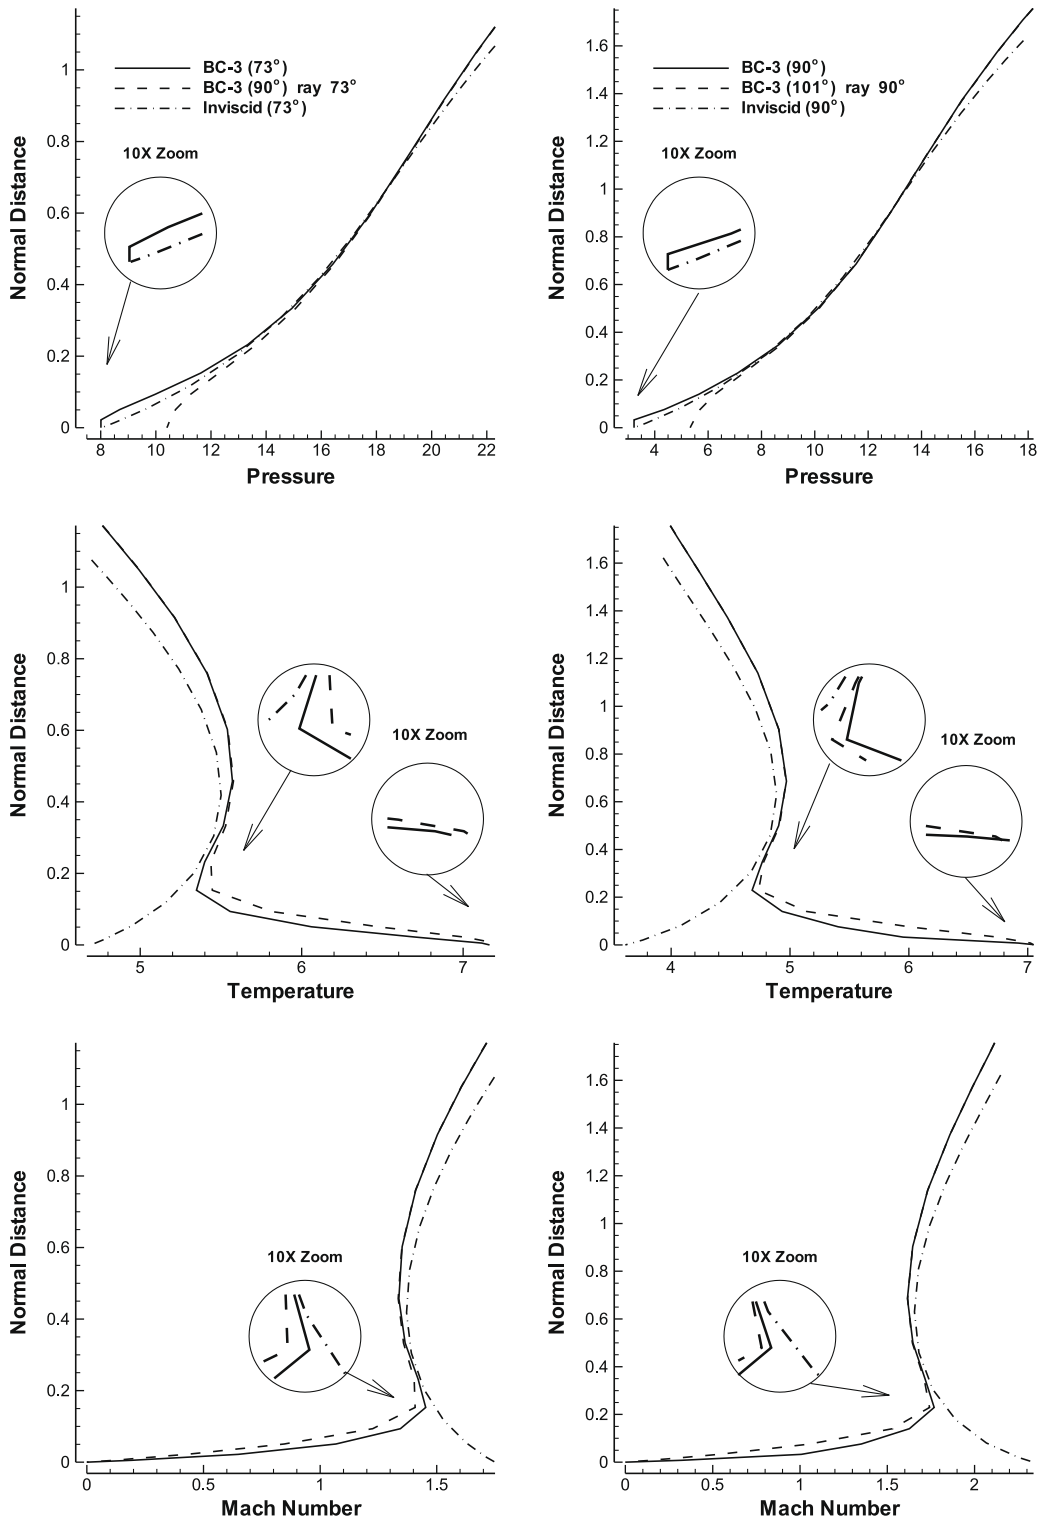 BC-3 (73°)
BC-3 (90°) ray 73°
Inviscid (73°)
10X Zoom
Normal Distance
1
0.8
0.6
0.4
0.2
0
8 10 12 14 16 18 20 22
Pressure
BC-3 (90°)
BC-3 (101°) ray 90°
Inviscid (90°)
10X Zoom
Normal Distance
1.6
1.4
1.2
1
0.8
0.6
0.4
0.2
0
4 6 8 10 12 14 16 18
Pressure
10X Zoom
Normal Distance
1
0.8
0.6
0.4
0.2
0
5 6 7
Temperature
10X Zoom
Normal Distance
1.6
1.4
1.2
1
0.8
0.6
0.4
0.2
0
4 5 6 7
Temperature
10X Zoom
Normal Distance
1
0.8
0.6
0.4
0.2
0
0 0.5 1 1.5
Mach Number
10X Zoom
Normal Distance
1.6
1.4
1.2
1
0.8
0.6
0.4
0.2
0
0 0.5 1 1.5 2
Mach Number